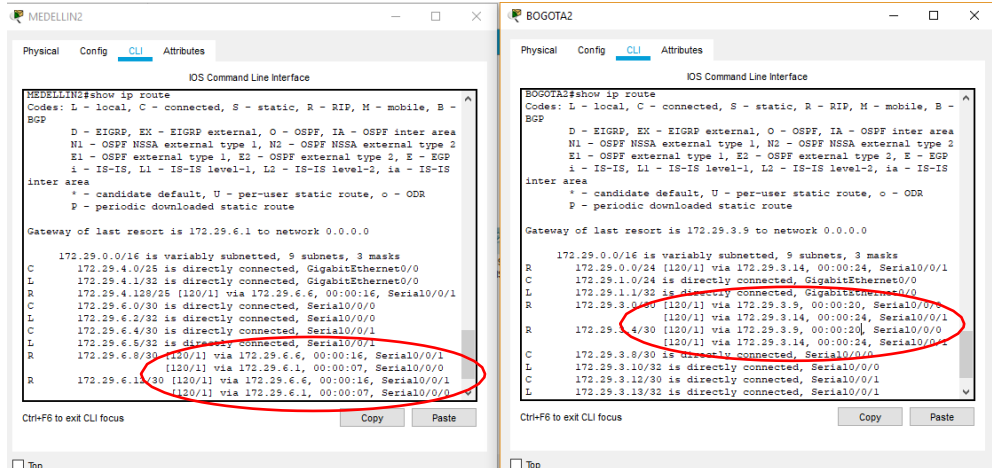 MEDELLIN2
Physical Config CLI Attributes
IOS Command Line Interface
MEDELLIN2#show ip route
Codes: L - local, C - connected, S - static, R - RIP, M - mobile, B -
BGP
D - EIGRP, EX - EIGRP external, O - OSPF, IA - OSPF inter area
N1 - OSPF NSSA external type 1, N2 - OSPF NSSA external type 2
E1 - OSPF external type 1, E2 - OSPF external type 2, E - EGP
i - IS-IS, L1 - IS-IS level-1, L2 - IS-IS level-2, ia - IS-IS
inter area
* - candidate default, U - per-user static route, o - ODR
P - periodic downloaded static route
Gateway of last resort is 172.29.6.1 to network 0.0.0.0
172.29.0.0/16 is variably subnetted, 9 subnets, 3 masks
C 172.29.4.0/25 is directly connected, GigabitEthernet0/0
L 172.29.4.1/32 is directly connected, GigabitEthernet0/0
R 172.29.4.128/25 [120/1] via 172.29.6.6, 00:00:16, Serial0/0/1
C 172.29.6.0/30 is directly connected, Serial0/0/0
L 172.29.6.2/32 is directly connected, Serial0/0/0
C 172.29.6.4/30 is directly connected, Serial0/0/1
L 172.29.6.5/32 is directly connected, Serial0/0/1
R 172.29.6.8/30 [120/1] via 172.29.6.6, 00:00:16, Serial0/0/1
[120/1] via 172.29.6.1, 00:00:07, Serial0/0/0
R 172.29.6.12/30 [120/1] via 172.29.6.6, 00:00:16, Serial0/0/1
[120/1] via 172.29.6.1, 00:00:07, Serial0/0/0
Ctrl+F6 to exit CLI focus
Copy Paste
Top
BOGOTA2
Physical Config CLI Attributes
IOS Command Line Interface
BOGOTA2#show ip route
Codes: L - local, C - connected, S - static, R - RIP, M - mobile, B -
BGP
D - EIGRP, EX - EIGRP external, O - OSPF, IA - OSPF inter area
N1 - OSPF NSSA external type 1, N2 - OSPF NSSA external type 2
E1 - OSPF external type 1, E2 - OSPF external type 2, E - EGP
i - IS-IS, L1 - IS-IS level-1, L2 - IS-IS level-2, ia - IS-IS
inter area
* - candidate default, U - per-user static route, o - ODR
P - periodic downloaded static route
Gateway of last resort is 172.29.3.9 to network 0.0.0.0
172.29.0.0/16 is variably subnetted, 9 subnets, 3 masks
R 172.29.0.0/24 [120/1] via 172.29.3.14, 00:00:24, Serial0/0/1
C 172.29.1.0/24 is directly connected, GigabitEthernet0/0
L 172.29.1.1/32 is directly connected, GigabitEthernet0/0
R 172.29.3.0/30 [120/1] via 172.29.3.9, 00:00:20, Serial0/0/0
[120/1] via 172.29.3.14, 00:00:24, Serial0/0/1
R 172.29.3.4/30 [120/1] via 172.29.3.9, 00:00:20, Serial0/0/0
[120/1] via 172.29.3.14, 00:00:24, Serial0/0/1
C 172.29.3.8/30 is directly connected, Serial0/0/0
L 172.29.3.10/32 is directly connected, Serial0/0/0
C 172.29.3.12/30 is directly connected, Serial0/0/1
L 172.29.3.13/32 is directly connected, Serial0/0/1
Ctrl+F6 to exit CLI focus
Copy Paste
Top